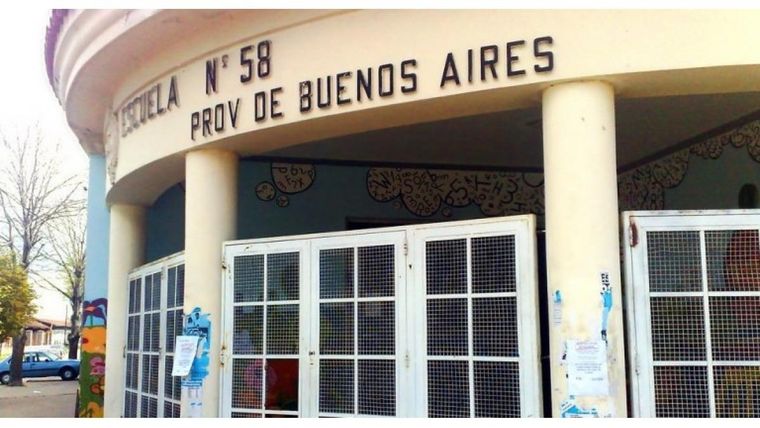 ESCUELA Nº 58
PROV DE BUENOS AIRES